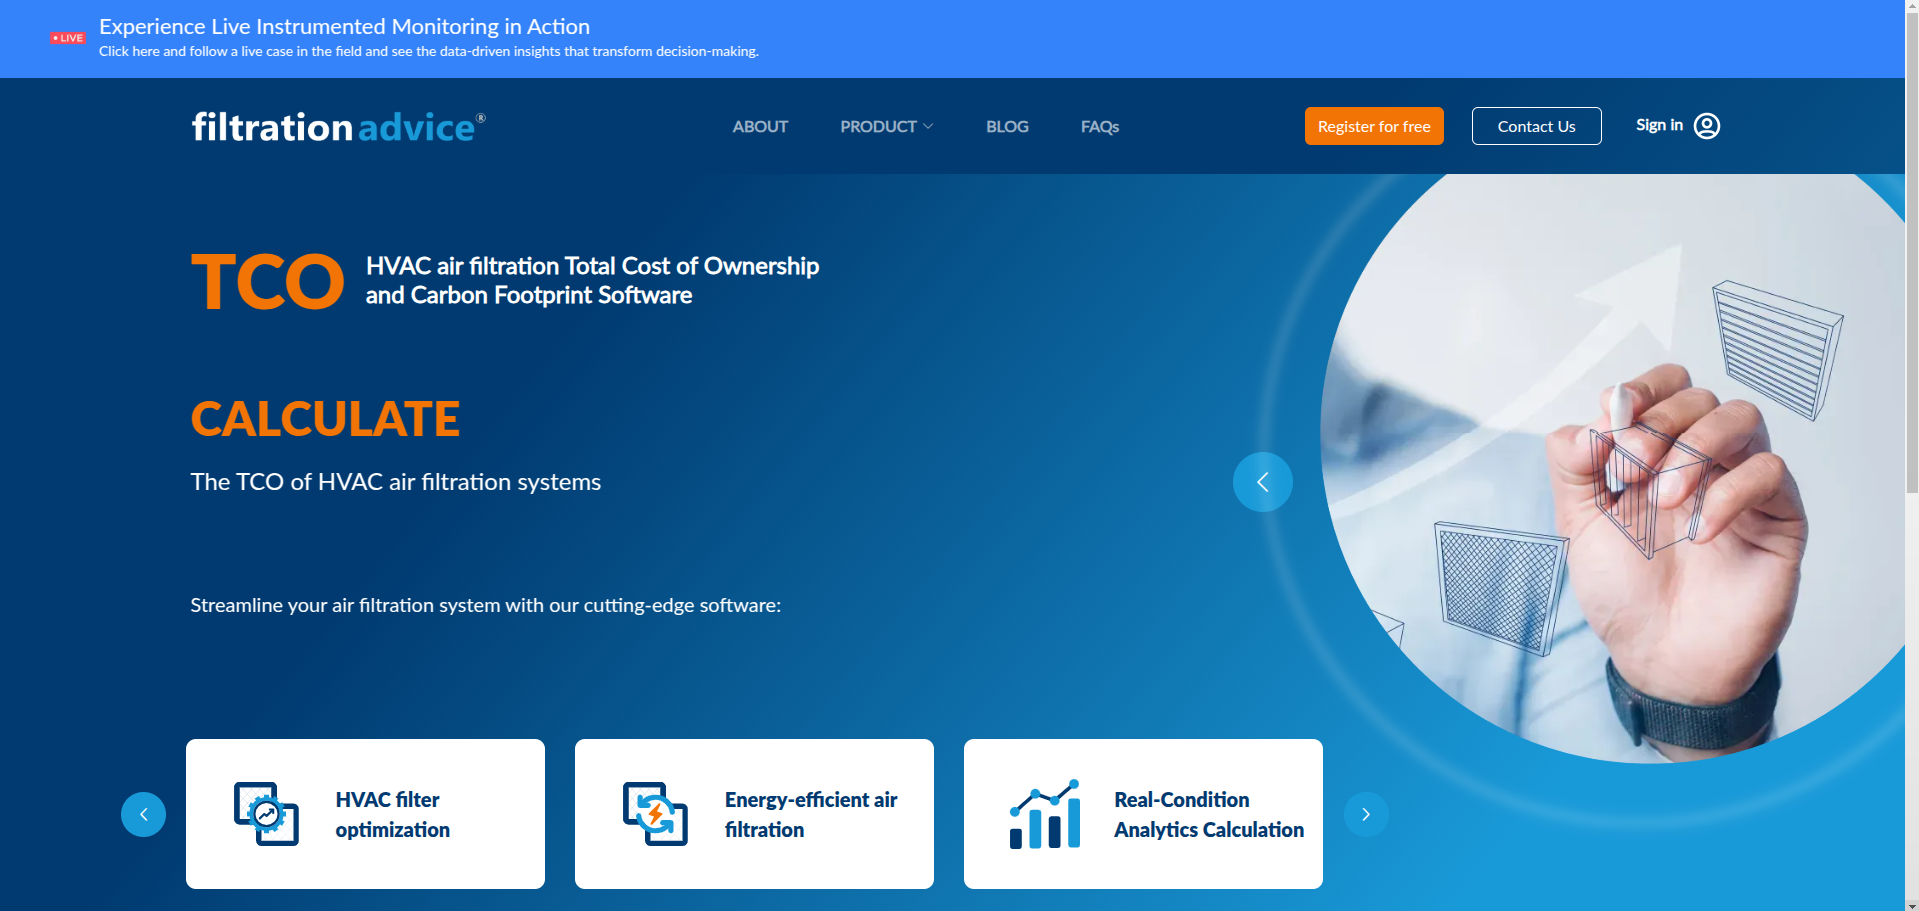 Experience Live Instrumented Monitoring in Action
• LIVE
Click here and follow a live case in the field and see the data-driven insights that transform decision-making.
filtration advice®
ABOUT
PRODUCT
BLOG
FAQs
Register for free
Contact Us
Sign in
TCO
HVAC air filtration Total Cost of Ownership
and Carbon Footprint Software
CALCULATE
The TCO of HVAC air filtration systems
Streamline your air filtration system with our cutting-edge software:
HVAC filter
optimization
Energy-efficient air
filtration
Real-Condition
Analytics Calculation